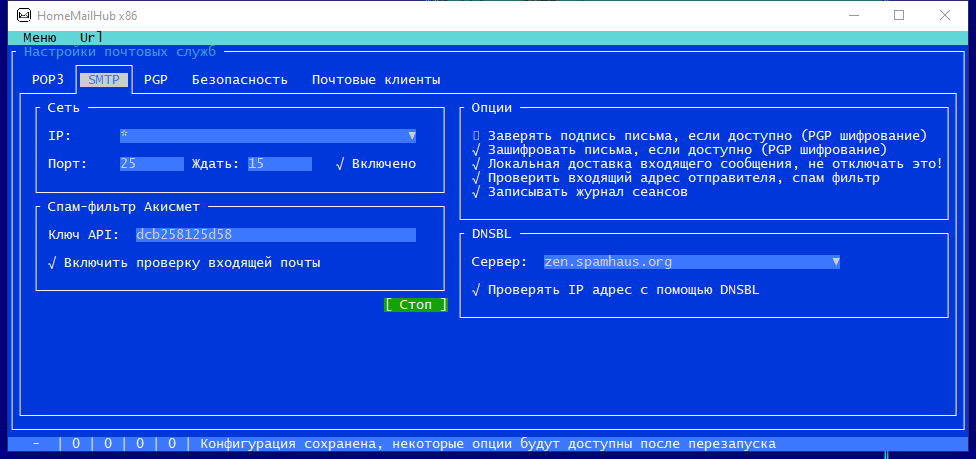 HomeMailHub x86
Меню Url
Настройки почтовых служб
POP3 SMTP PGP Безопасность Почтовые клиенты
Сеть
IP: *
Порт: 25 Ждать: 15 √ Включено
Спам-фильтр Акисмет
Ключ API: dcb258125d58
√ Включить проверку входящей почты
[ Стоп ]
Опции
Заверять подпись письма, если доступно (PGP шифрование)
√ Зашифровать письма, если доступно (PGP шифрование)
√ Локальная доставка входящего сообщения, не отключать это!
√ Проверить входящий адрес отправителя, спам фильтр
√ Записывать журнал сеансов
DNSBL
Сервер: zen.spamhaus.org
√ Проверять IP адрес с помощью DNSBL
- | 0 | 0 | 0 | 0 | Конфигурация сохранена, некоторые опции будут доступны после перезапуска